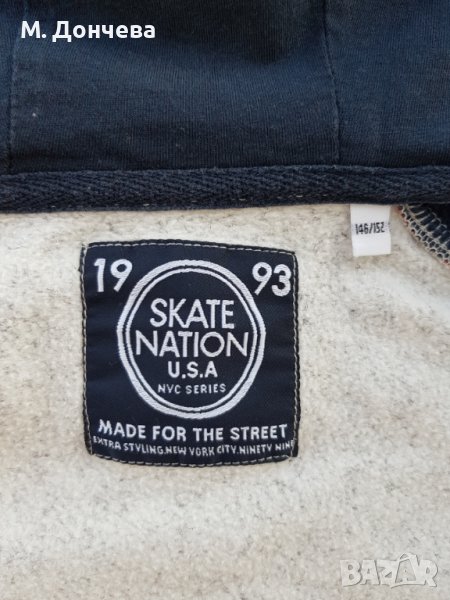 М. Дончева
146/152
19 93
SKATE
NATION
U.S.A
NYC SERIES
MADE FOR THE STREET
EXTRA STYLING.NEW YORK CITY.NINETY NINE
BAZAR